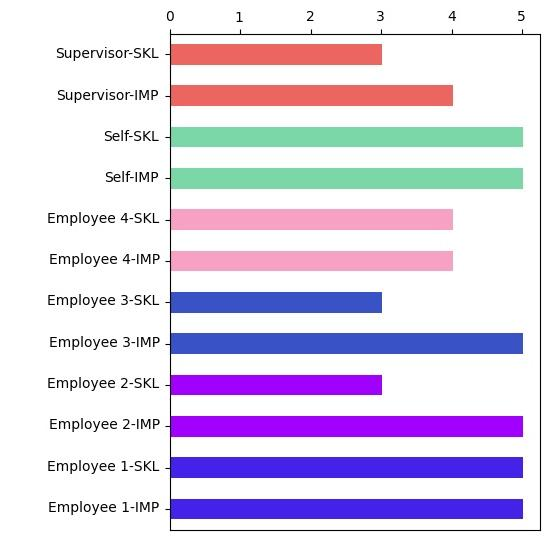 0 1 2 3 4 5
Supervisor-SKL
Supervisor-IMP
Self-SKL
Self-IMP
Employee 4-SKL
Employee 4-IMP
Employee 3-SKL
Employee 3-IMP
Employee 2-SKL
Employee 2-IMP
Employee 1-SKL
Employee 1-IMP